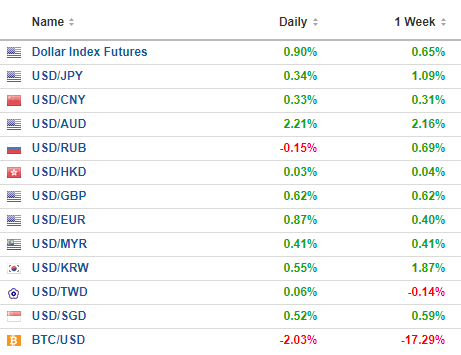 Name Daily 1 Week
Dollar Index Futures 0.90% 0.65%
USD/JPY 0.34% 1.09%
USD/CNY 0.33% 0.31%
USD/AUD 2.21% 2.16%
USD/RUB -0.15% 0.69%
USD/HKD 0.03% 0.04%
USD/GBP 0.62% 0.62%
USD/EUR 0.87% 0.40%
USD/MYR 0.41% 0.41%
USD/KRW 0.55% 1.87%
USD/TWD 0.06% -0.14%
USD/SGD 0.52% 0.59%
BTC/USD -2.03% -17.29%